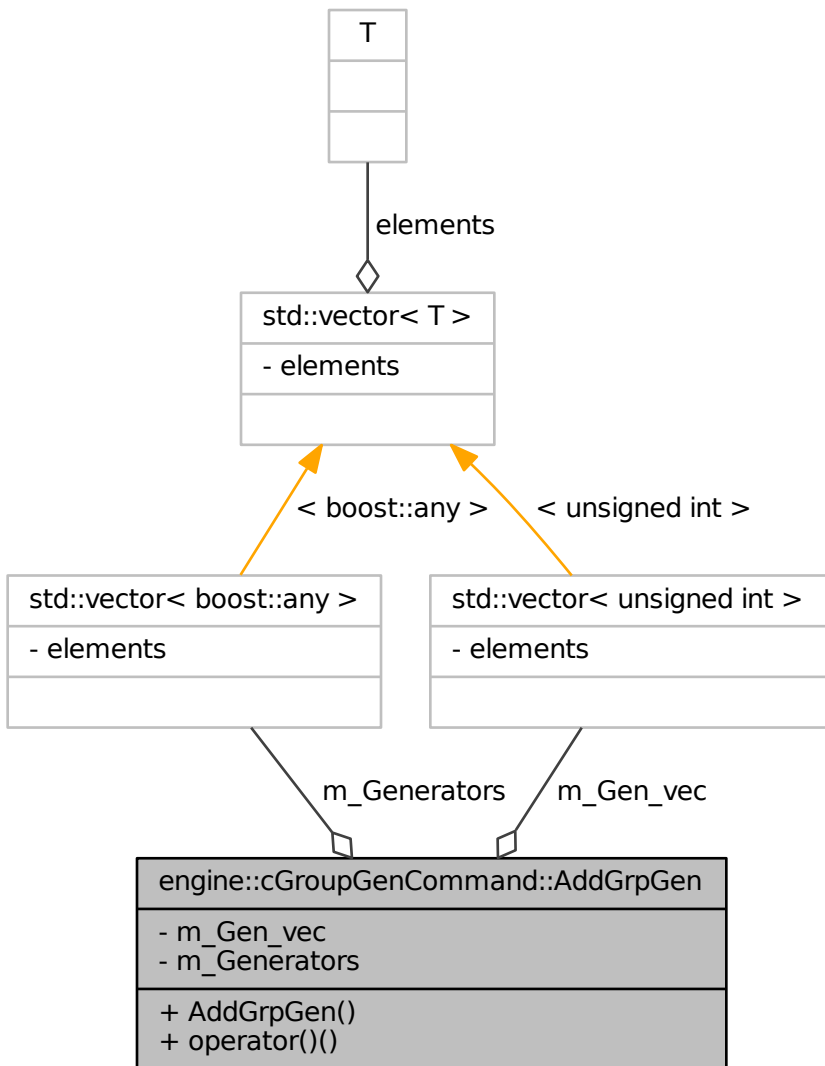 T
elements
std::vector< T >
- elements
< boost::any >
< unsigned int >
std::vector< boost::any >
- elements
std::vector< unsigned int >
- elements
m_Generators
m_Gen_vec
engine::cGroupGenCommand::AddGrpGen
- m_Gen_vec
- m_Generators
+ AddGrpGen()
+ operator()()